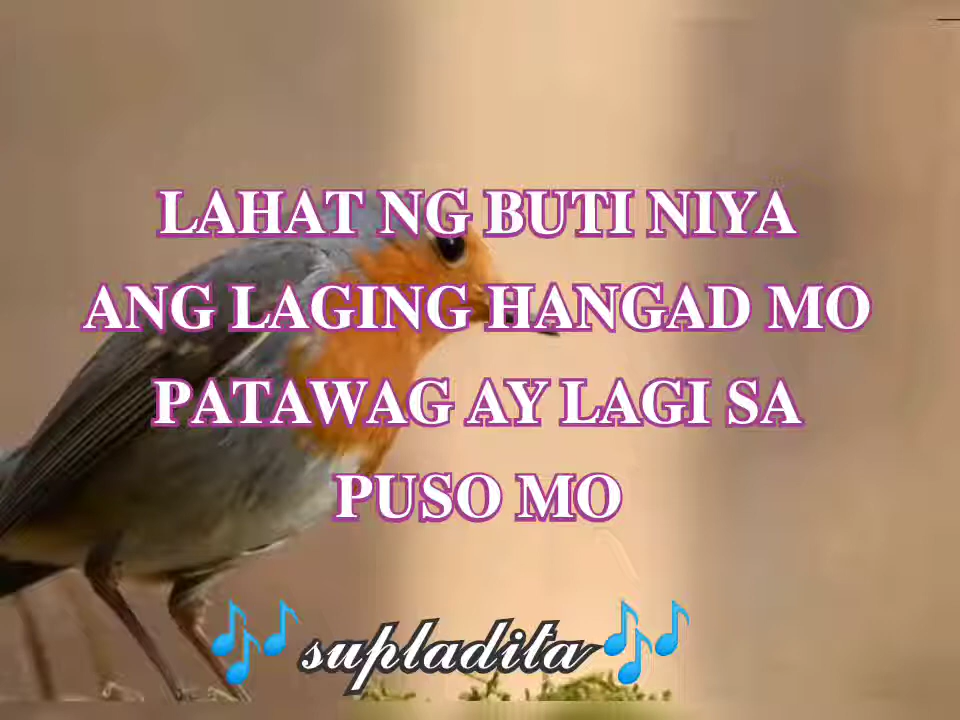 LAHAT NG BUTI NIYA
ANG LAGING HANGAD MO
PATAWAG AY LAGI SA
PUSO MO
supladita